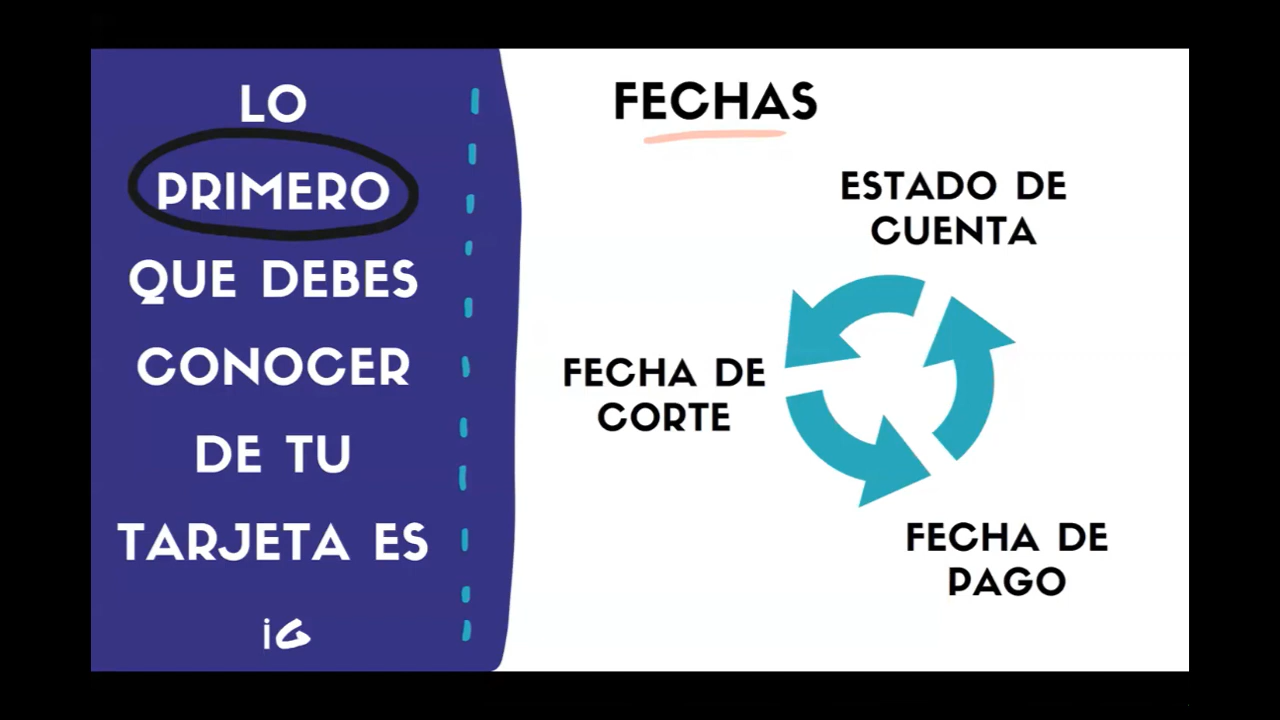 LO
PRIMERO
QUE DEBES
CONOCER
DE TU
TARJETA ES
iG
FECHAS
ESTADO DE
CUENTA
FECHA DE
CORTE
FECHA DE
PAGO